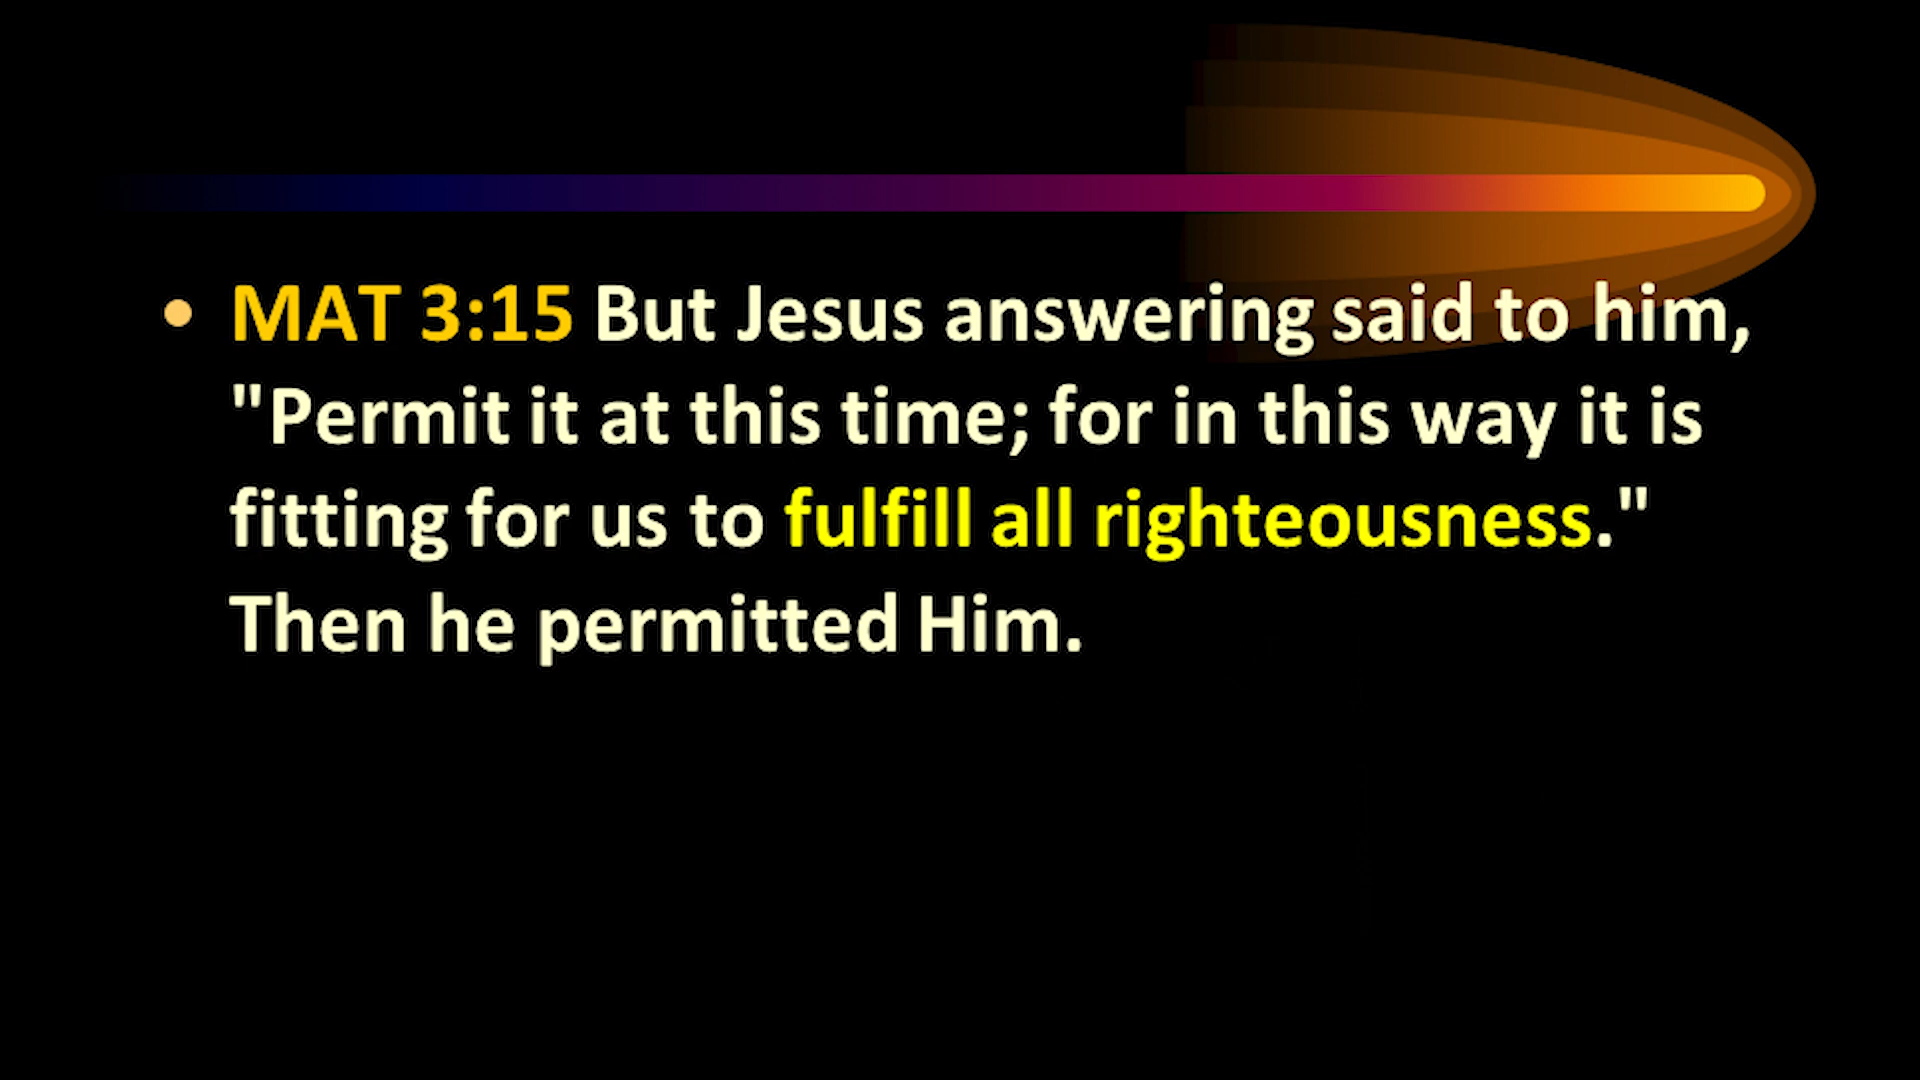 • MAT 3:15 But Jesus answering said to him,
"Permit it at this time; for in this way it is
fitting for us to fulfill all righteousness."
Then he permitted Him.